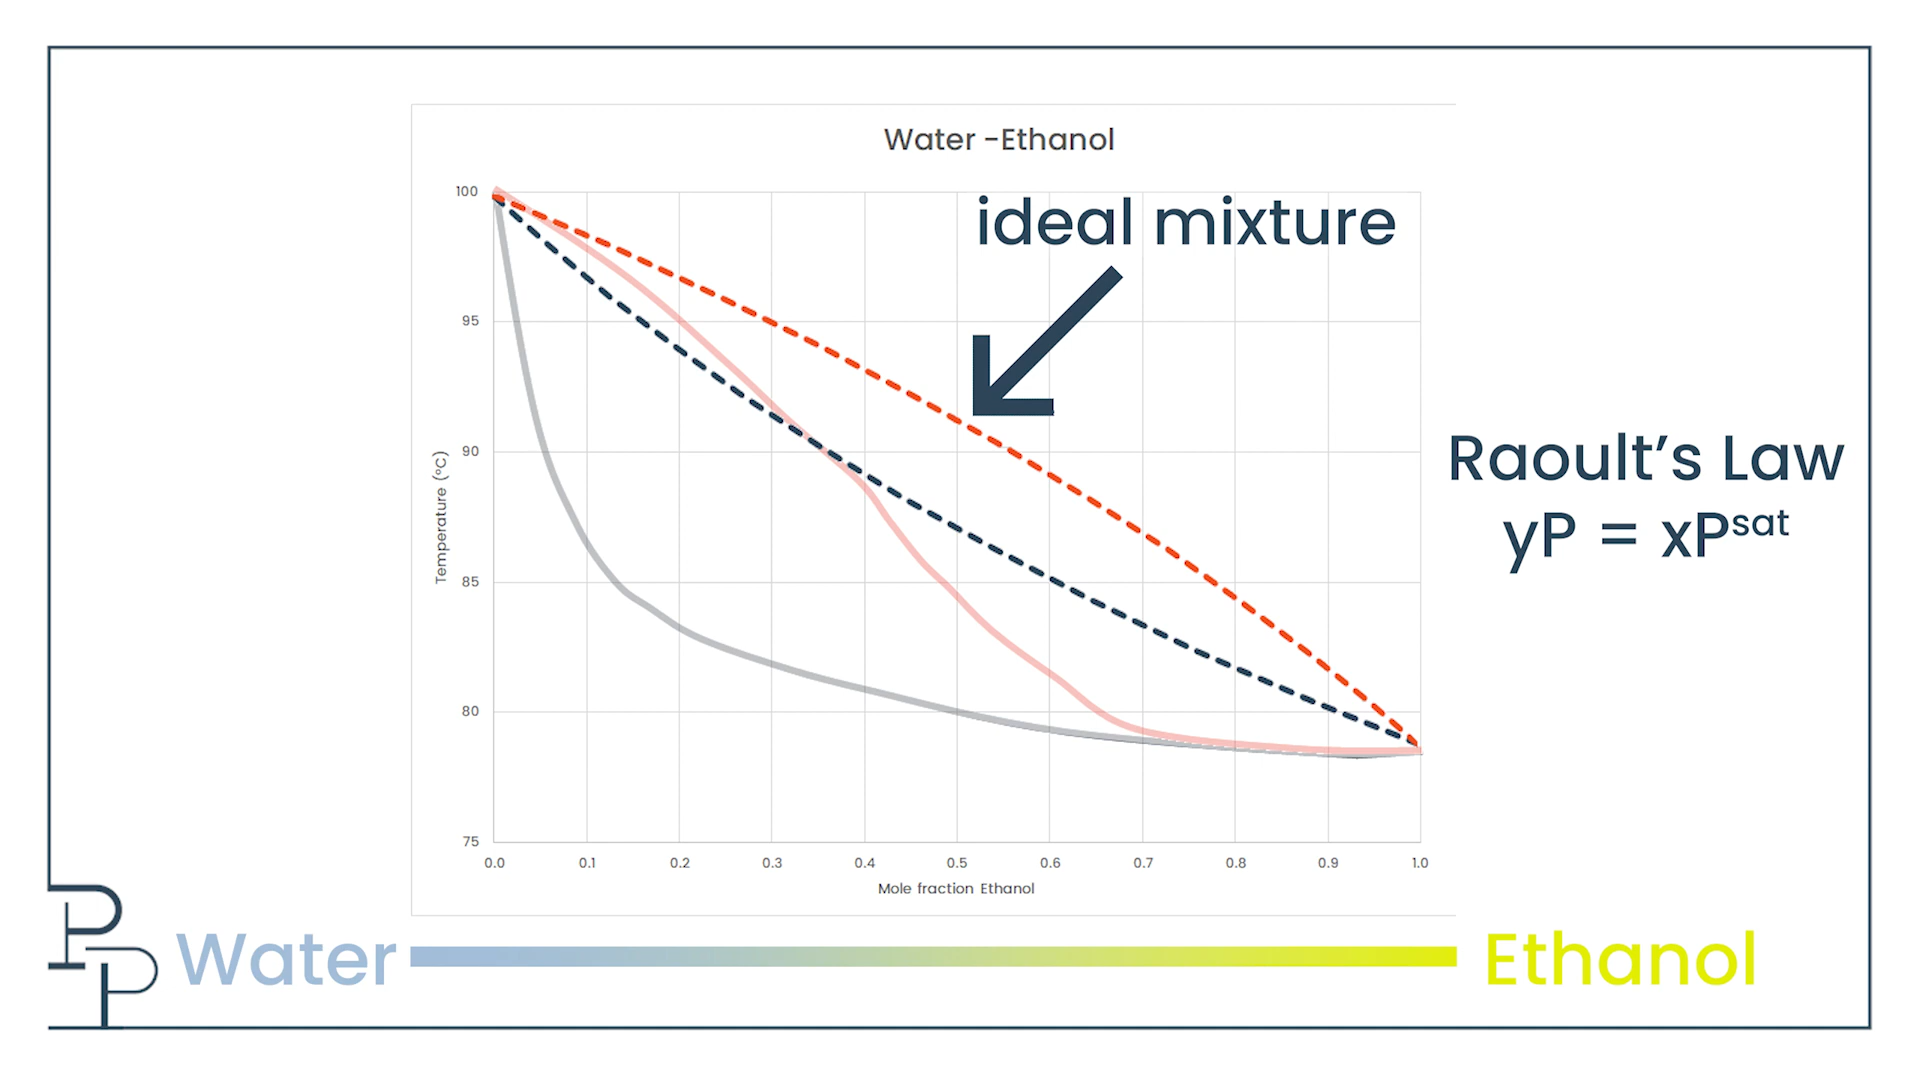 Water -Ethanol
ideal mixture
100
95
90
85
80
75
Temperature (°C)
0.0 0.1 0.2 0.3 0.4 0.5 0.6 0.7 0.8 0.9 1.0
Mole fraction Ethanol
Raoult's Law
yP = xPˢᵃᵗ
PP
Water
Ethanol